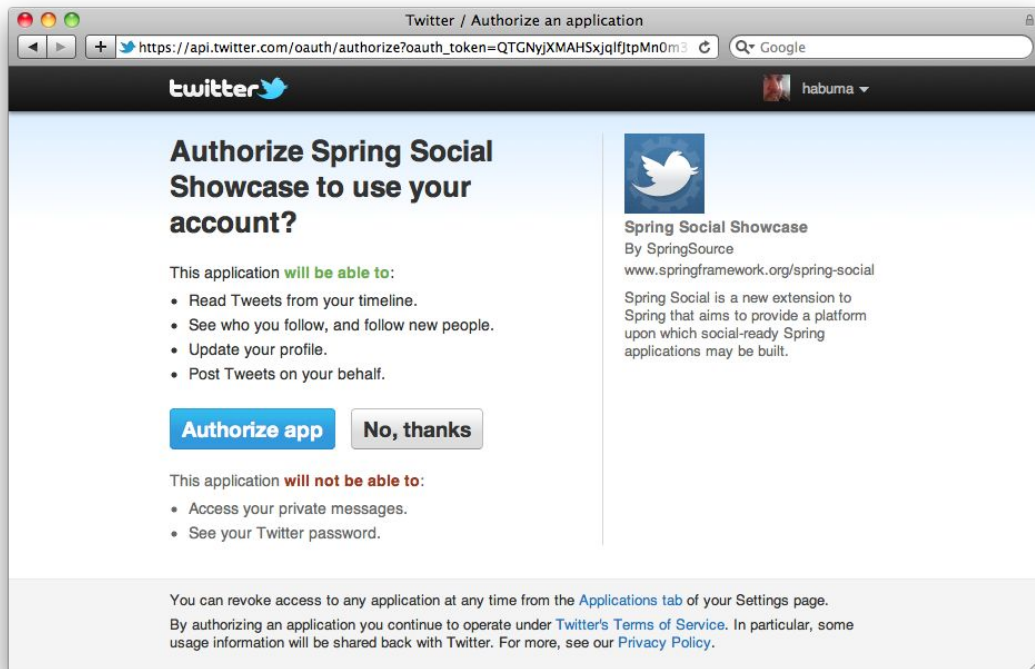 Twitter / Authorize an application
https://api.twitter.com/oauth/authorize?oauth_token=QTGNyjXMAHSxjqlfJtpMn0m3
Google
twitter
habuma
Authorize Spring Social
Showcase to use your
account?
This application will be able to:
• Read Tweets from your timeline.
• See who you follow, and follow new people.
• Update your profile.
• Post Tweets on your behalf.
Authorize app
No, thanks
This application will not be able to:
• Access your private messages.
• See your Twitter password.
Spring Social Showcase
By SpringSource
www.springframework.org/spring-social
Spring Social is a new extension to
Spring that aims to provide a platform
upon which social-ready Spring
applications may be built.
You can revoke access to any application at any time from the Applications tab of your Settings page.
By authorizing an application you continue to operate under Twitter's Terms of Service. In particular, some
usage information will be shared back with Twitter. For more, see our Privacy Policy.